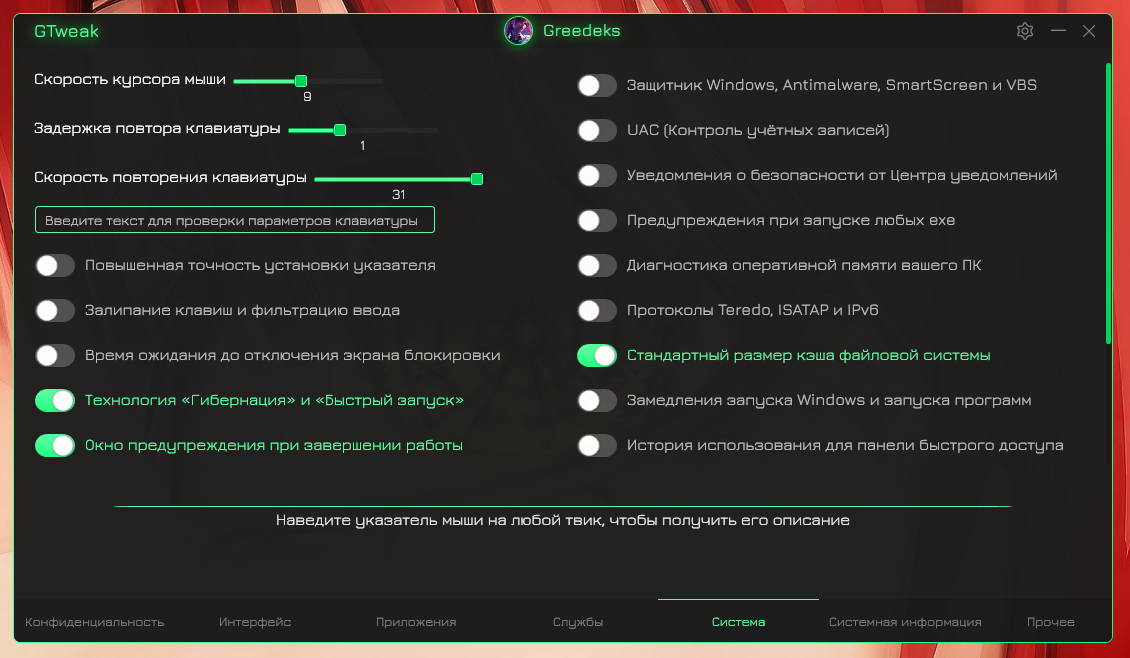 GTweak
Greedeks
Скорость курсора мыши
9
Задержка повтора клавиатуры
1
Скорость повторения клавиатуры
31
Введите текст для проверки параметров клавиатуры
Повышенная точность установки указателя
Залипание клавиш и фильтрацию ввода
Время ожидания до отключения экрана блокировки
Технология «Гибернация» и «Быстрый запуск»
Окно предупреждения при завершении работы
Защитник Windows, Antimalware, SmartScreen и VBS
UAC (Контроль учётных записей)
Уведомления о безопасности от Центра уведомлений
Предупреждения при запуске любых exe
Диагностика оперативной памяти вашего ПК
Протоколы Teredo, ISATAP и IPv6
Стандартный размер кэша файловой системы
Замедления запуска Windows и запуска программ
История использования для панели быстрого доступа
Наведите указатель мыши на любой твик, чтобы получить его описание
Конфиденциальность
Интерфейс
Приложения
Службы
Система
Системная информация
Прочее